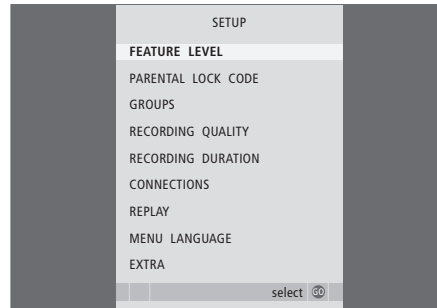 SETUP
FEATURE LEVEL
PARENTAL LOCK CODE
GROUPS
RECORDING QUALITY
RECORDING DURATION
CONNECTIONS
REPLAY
MENU LANGUAGE
EXTRA
select GO